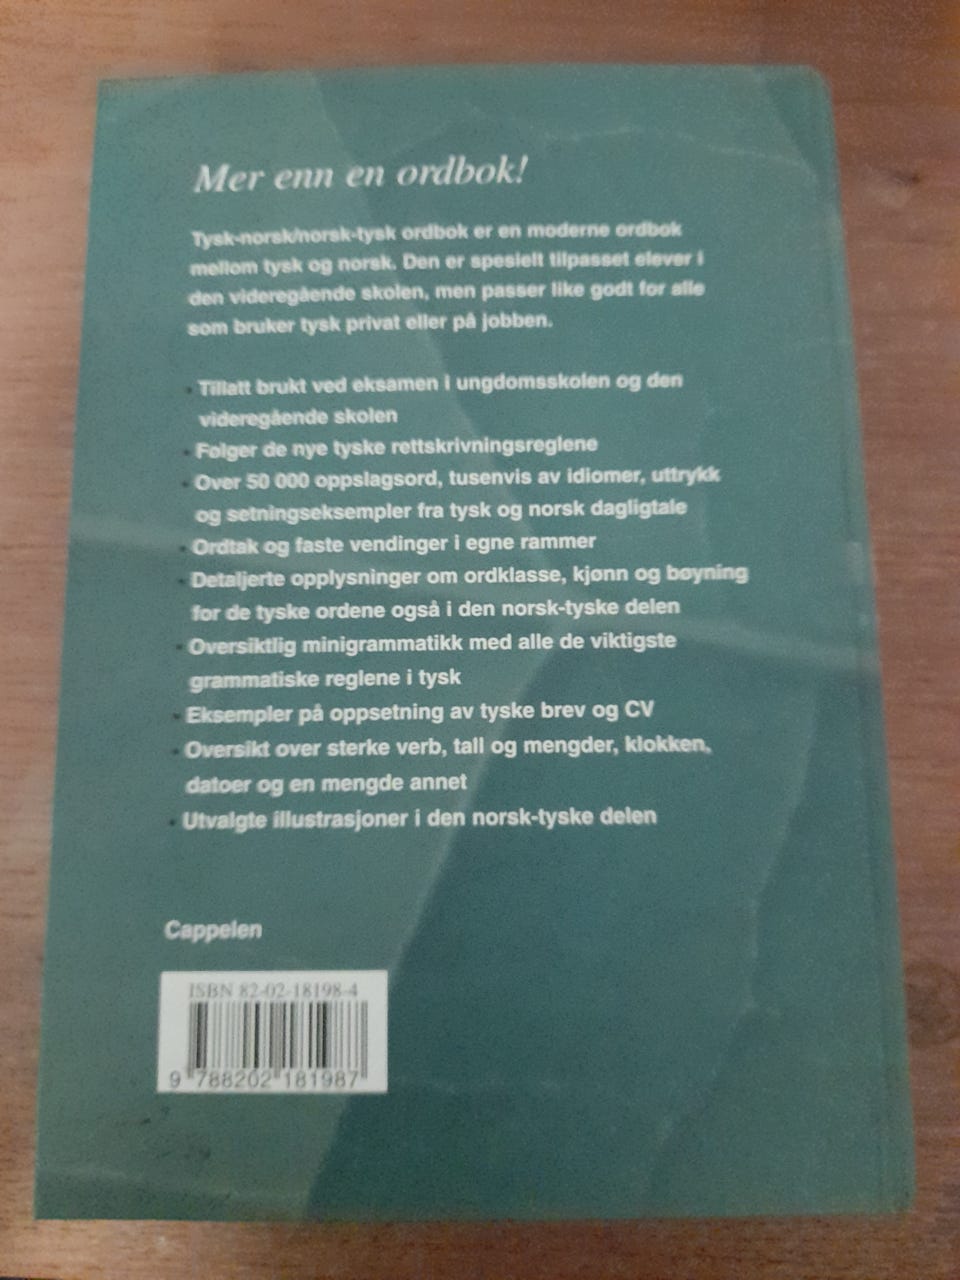 Mer enn en ordbok!
Tysk-norsk/norsk-tysk ordbok er en moderne ordbok
mellom tysk og norsk. Den er spesielt tilpasset elever i
den videregående skolen, men passer like godt for alle
som bruker tysk privat eller på jobben.
· Tillatt brukt ved eksamen i ungdomsskolen og den
videregående skolen
· Følger de nye tyske rettskrivningsreglene
· Over 50 000 oppslagsord, tusenvis av idiomer, uttrykk
og setningseksempler fra tysk og norsk dagligtale
· Ordtak og faste vendinger i egne rammer
· Detaljerte opplysninger om ordklasse, kjønn og bøyning
for de tyske ordene også i den norsk-tyske delen
· Oversiktlig minigrammatikk med alle de viktigste
grammatiske reglene i tysk
· Eksempler på oppsetning av tyske brev og CV
· Oversikt over sterke verb, tall og mengder, klokken,
datoer og en mengde annet
· Utvalgte illustrasjoner i den norsk-tyske delen
Cappelen
ISBN 82-02-18198-4
9 788202 181987